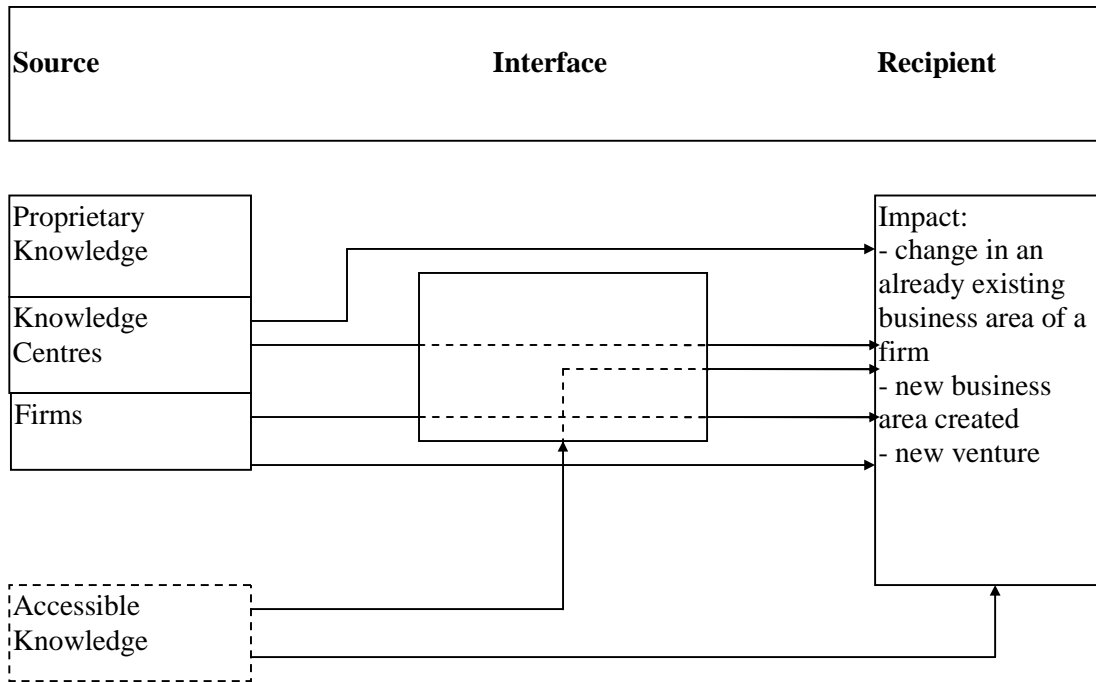 Source Interface Recipient
Proprietary
Knowledge
Knowledge
Centres
Firms
Accessible
Knowledge
Impact:
- change in an
already existing
business area of a
firm
- new business
area created
- new venture